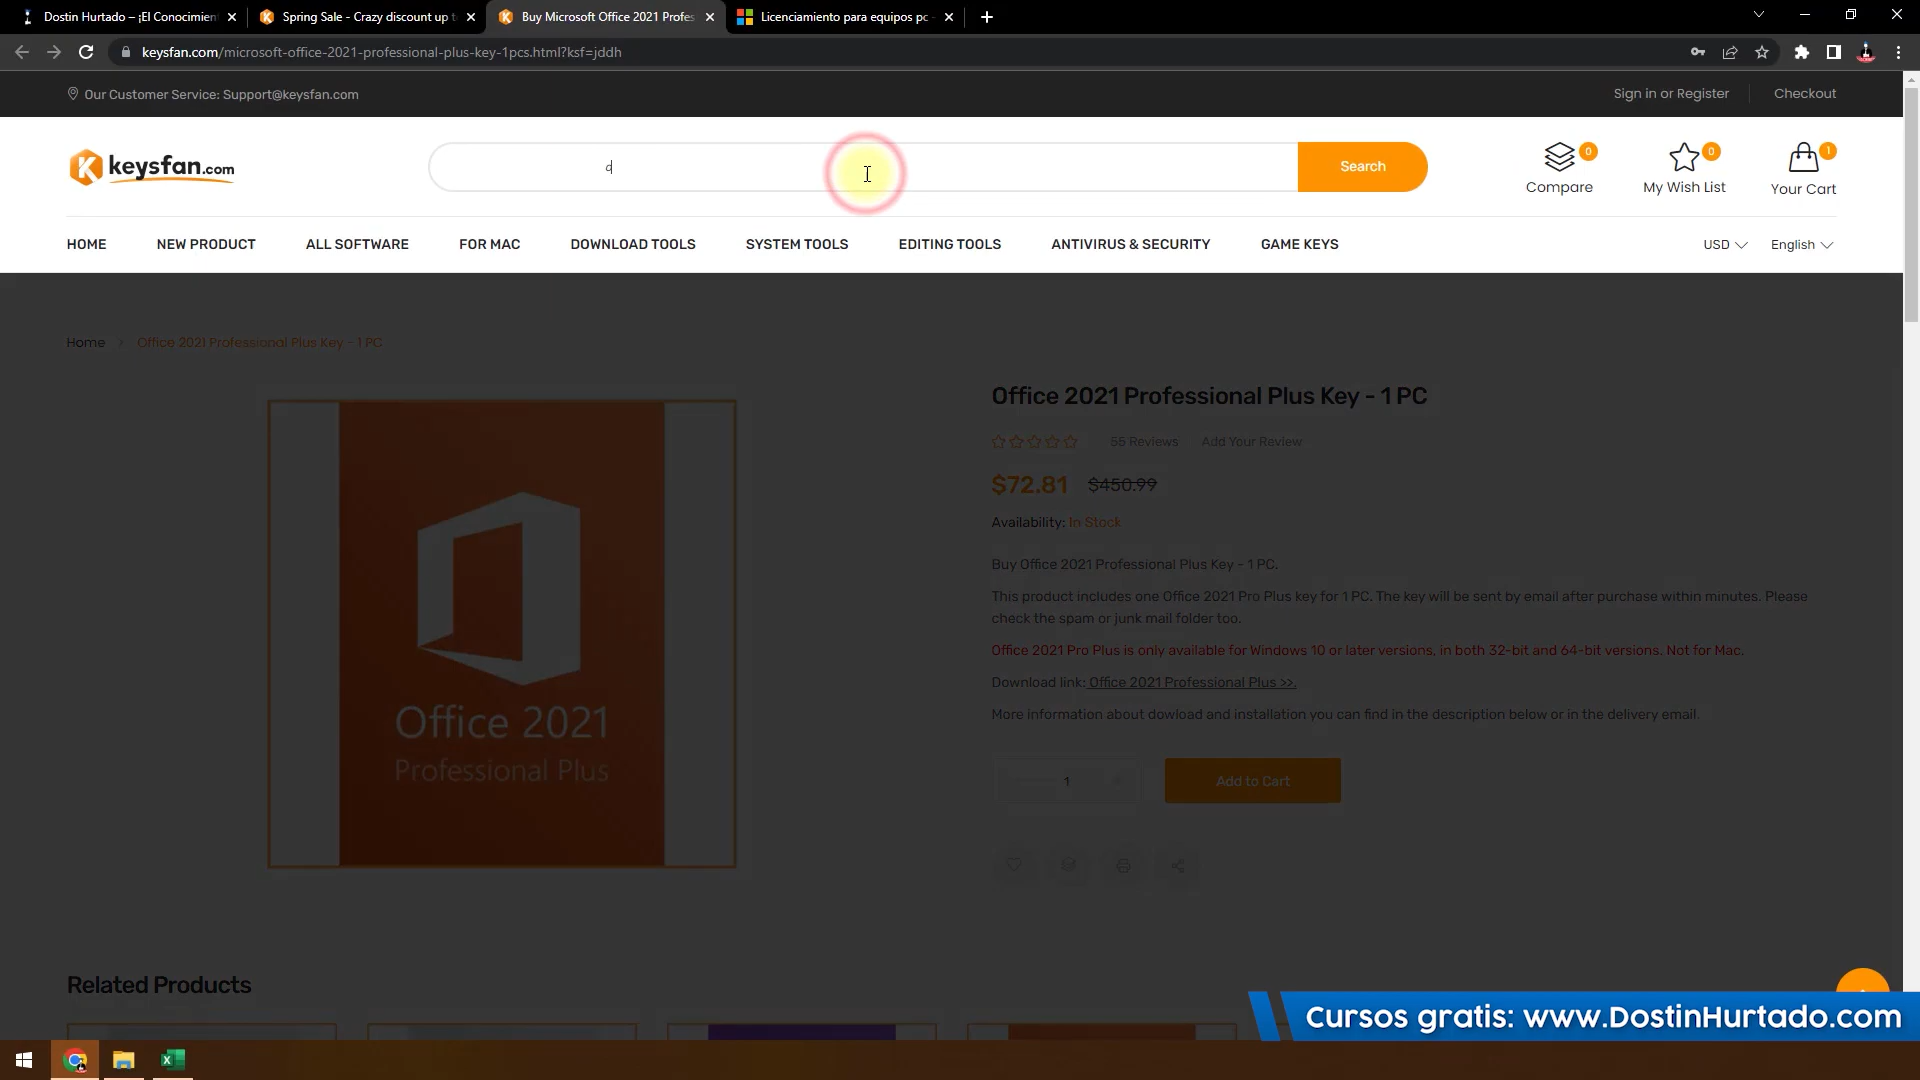 Dostin Hurtado – ¡El Conocimien
Spring Sale - Crazy discount up t
Buy Microsoft Office 2021 Profes
Licenciamiento para equipos pc -
keysfan.com/microsoft-office-2021-professional-plus-key-1pcs.html?ksf=jddh
Our Customer Service: Support@keysfan.com
Sign in or Register
Checkout
keysfan.com
Search
0
Compare
0
My Wish List
1
Your Cart
HOME
NEW PRODUCT
ALL SOFTWARE
FOR MAC
DOWNLOAD TOOLS
SYSTEM TOOLS
EDITING TOOLS
ANTIVIRUS & SECURITY
GAME KEYS
USD
English
Home
Office 2021 Professional Plus Key - 1 PC
Office 2021
Professional Plus
Office 2021 Professional Plus Key - 1 PC
55 Reviews
Add Your Review
$72.81 $450.99
Availability: In Stock
Buy Office 2021 Professional Plus Key - 1 PC.
This product includes one Office 2021 Pro Plus key for 1 PC. The key will be sent by email after purchase within minutes. Please
check the spam or junk mail folder too.
Office 2021 Pro Plus is only available for Windows 10 or later versions, in both 32-bit and 64-bit versions. Not for Mac.
Download link: Office 2021 Professional Plus >>.
More information about dowload and installation you can find in the description below or in the delivery email.
1
Add to Cart
Related Products
Cursos gratis: www.DostinHurtado.com